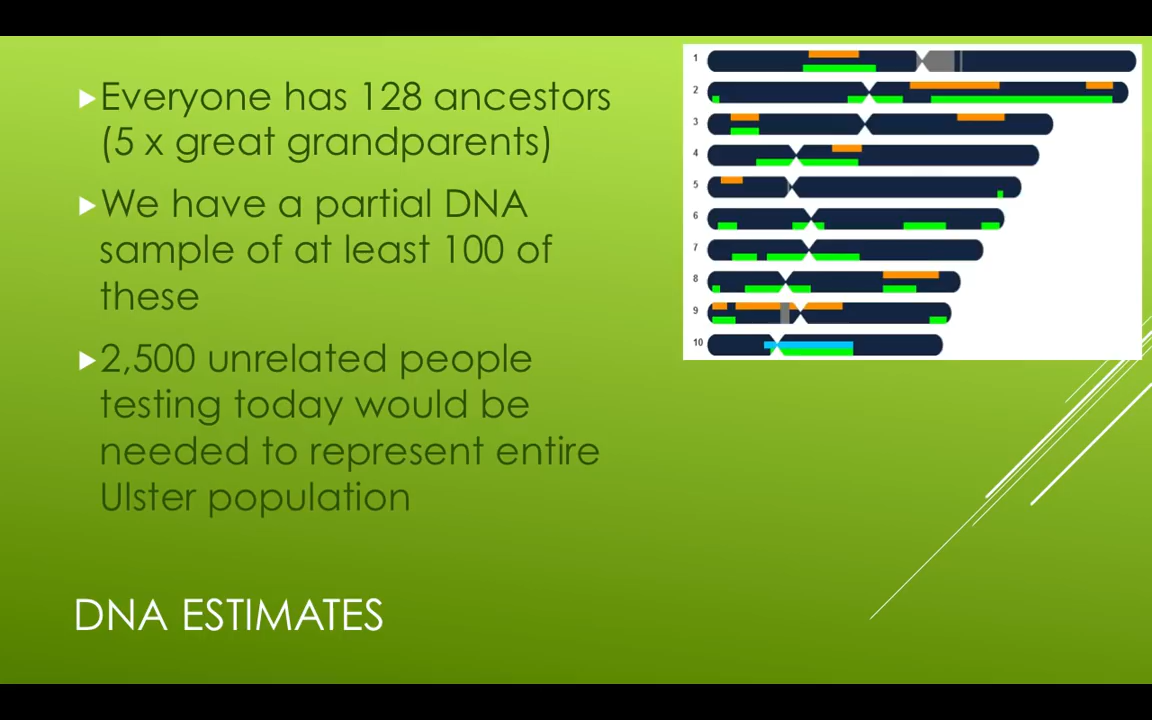 Everyone has 128 ancestors
(5 x great grandparents)
We have a partial DNA
sample of at least 100 of
these
2,500 unrelated people
testing today would be
needed to represent entire
Ulster population
DNA ESTIMATES
1
2
3
4
5
6
7
8
9
10